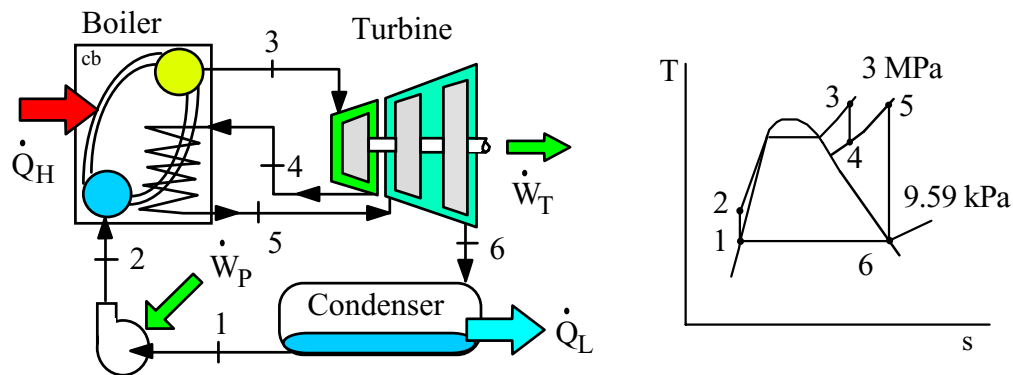 Boiler
Turbine
cb
3
Q̇H
4
ẆT
5
6
2
ẆP
Condenser
1
Q̇L
T
3 MPa
3
5
4
2
1
9.59 kPa
6
s